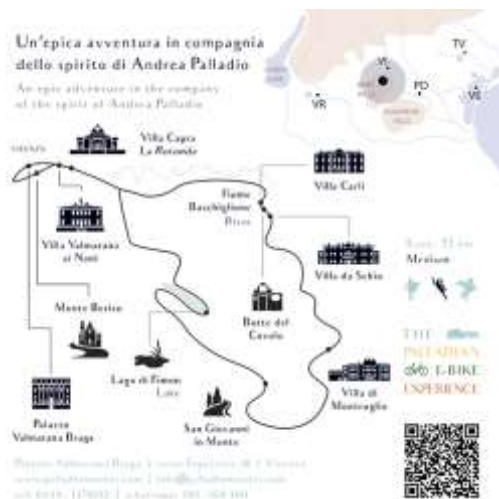 Un'epica avventura in compagnia
dello spirito di Andrea Palladio
An epic adventure in the company
of the spirit of Andrea Palladio
TV
VI
PD
VR
VE
VICENZA
Villa Capra
La Rotonda
Villa Carli
Fiume
Bacchiglione
River
Villa Valmarana
ai Nani
Villa da Schio
Medium
Monte Berico
Botte del
Covolo
Lago di Fimon
Lake
THE
PALLADIAN
E-BIKE
EXPERIENCE
Villa di
Montruglio
San Giovanni
in Monte
Palazzo
Valmarana Braga